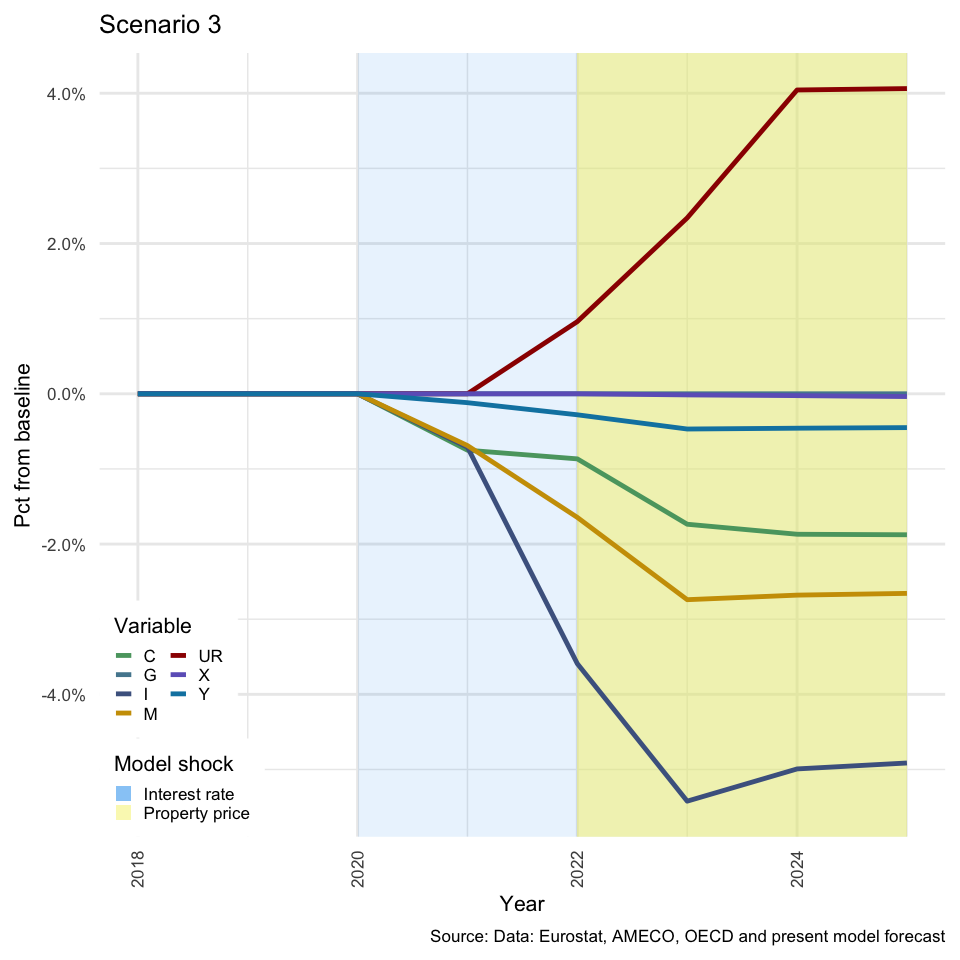 Scenario 3
4.0%
2.0%
0.0%
-2.0%
-4.0%
Pct from baseline
Variable
C UR
G X
I Y
M
Model shock
Interest rate
Property price
2018 2020 2022 2024
Year
Source: Data: Eurostat, AMECO, OECD and present model forecast